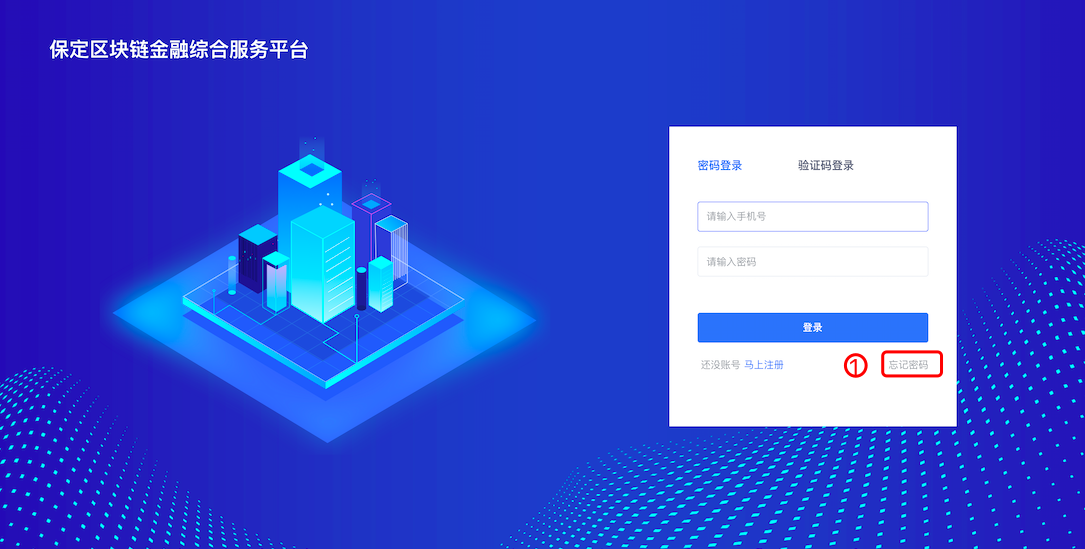 保定区块链金融综合服务平台
密码登录 验证码登录
请输入手机号
请输入密码
登录
还没账号 马上注册 ① 忘记密码